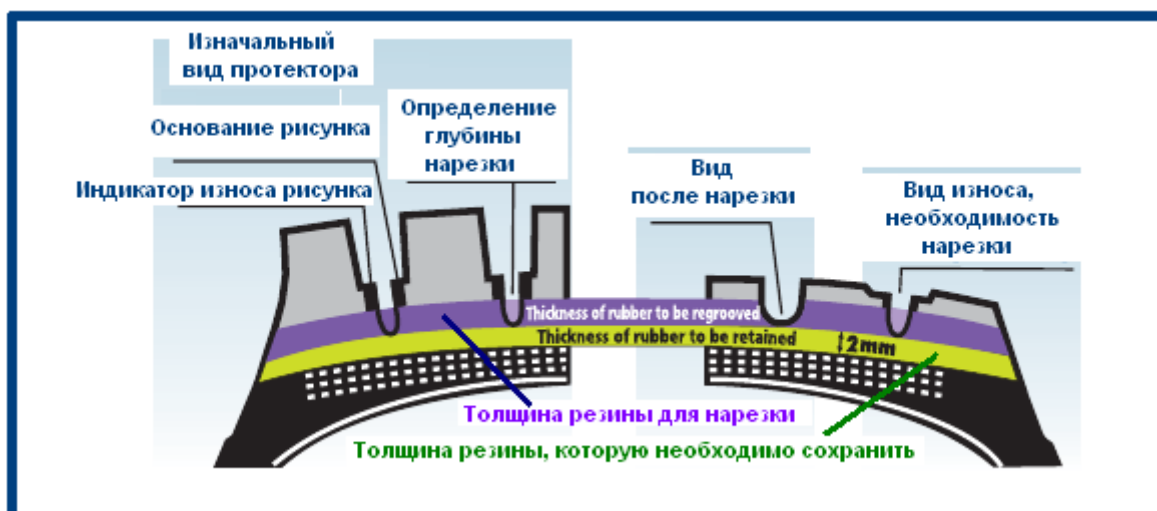 Изначальный
вид протектора
Основание рисунка
Индикатор износа рисунка
Определение
глубины
нарезки
Вид
после нарезки
Вид износа,
необходимость
нарезки
Thickness of rubber to be regrooved
Thickness of rubber to be retained
2mm
Толщина резины для нарезки
Толщина резины, которую необходимо сохранить